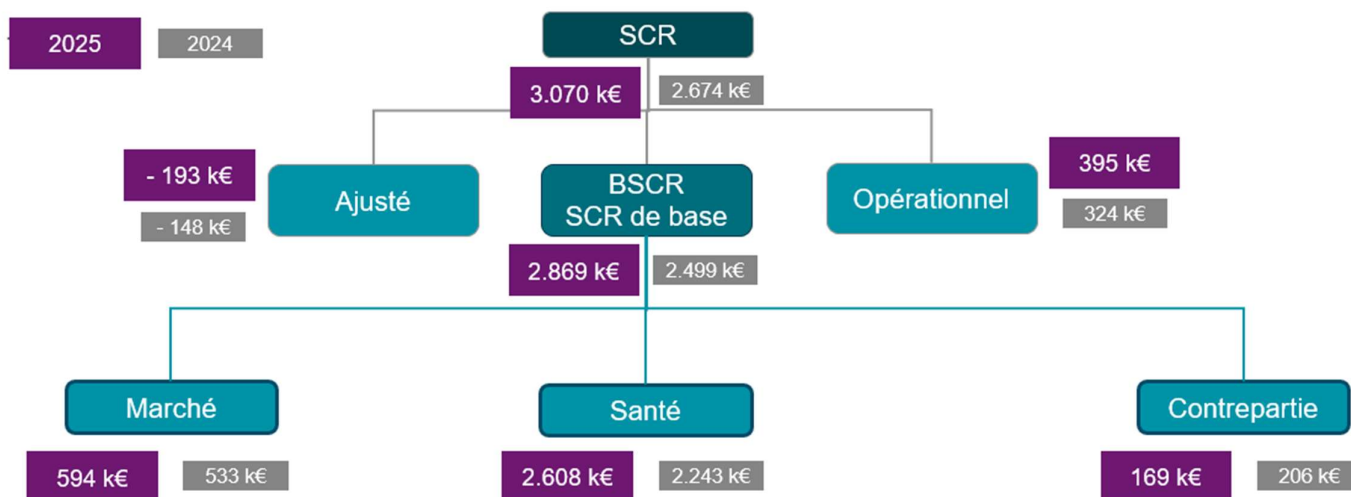 2025
2024
SCR
3.070 k€
2.674 k€
- 193 k€
- 148 k€
Ajusté
BSCR
SCR de base
Opérationnel
395 k€
324 k€
2.869 k€
2.499 k€
Marché
Santé
Contrepartie
594 k€
533 k€
2.608 k€
2.243 k€
169 k€
206 k€